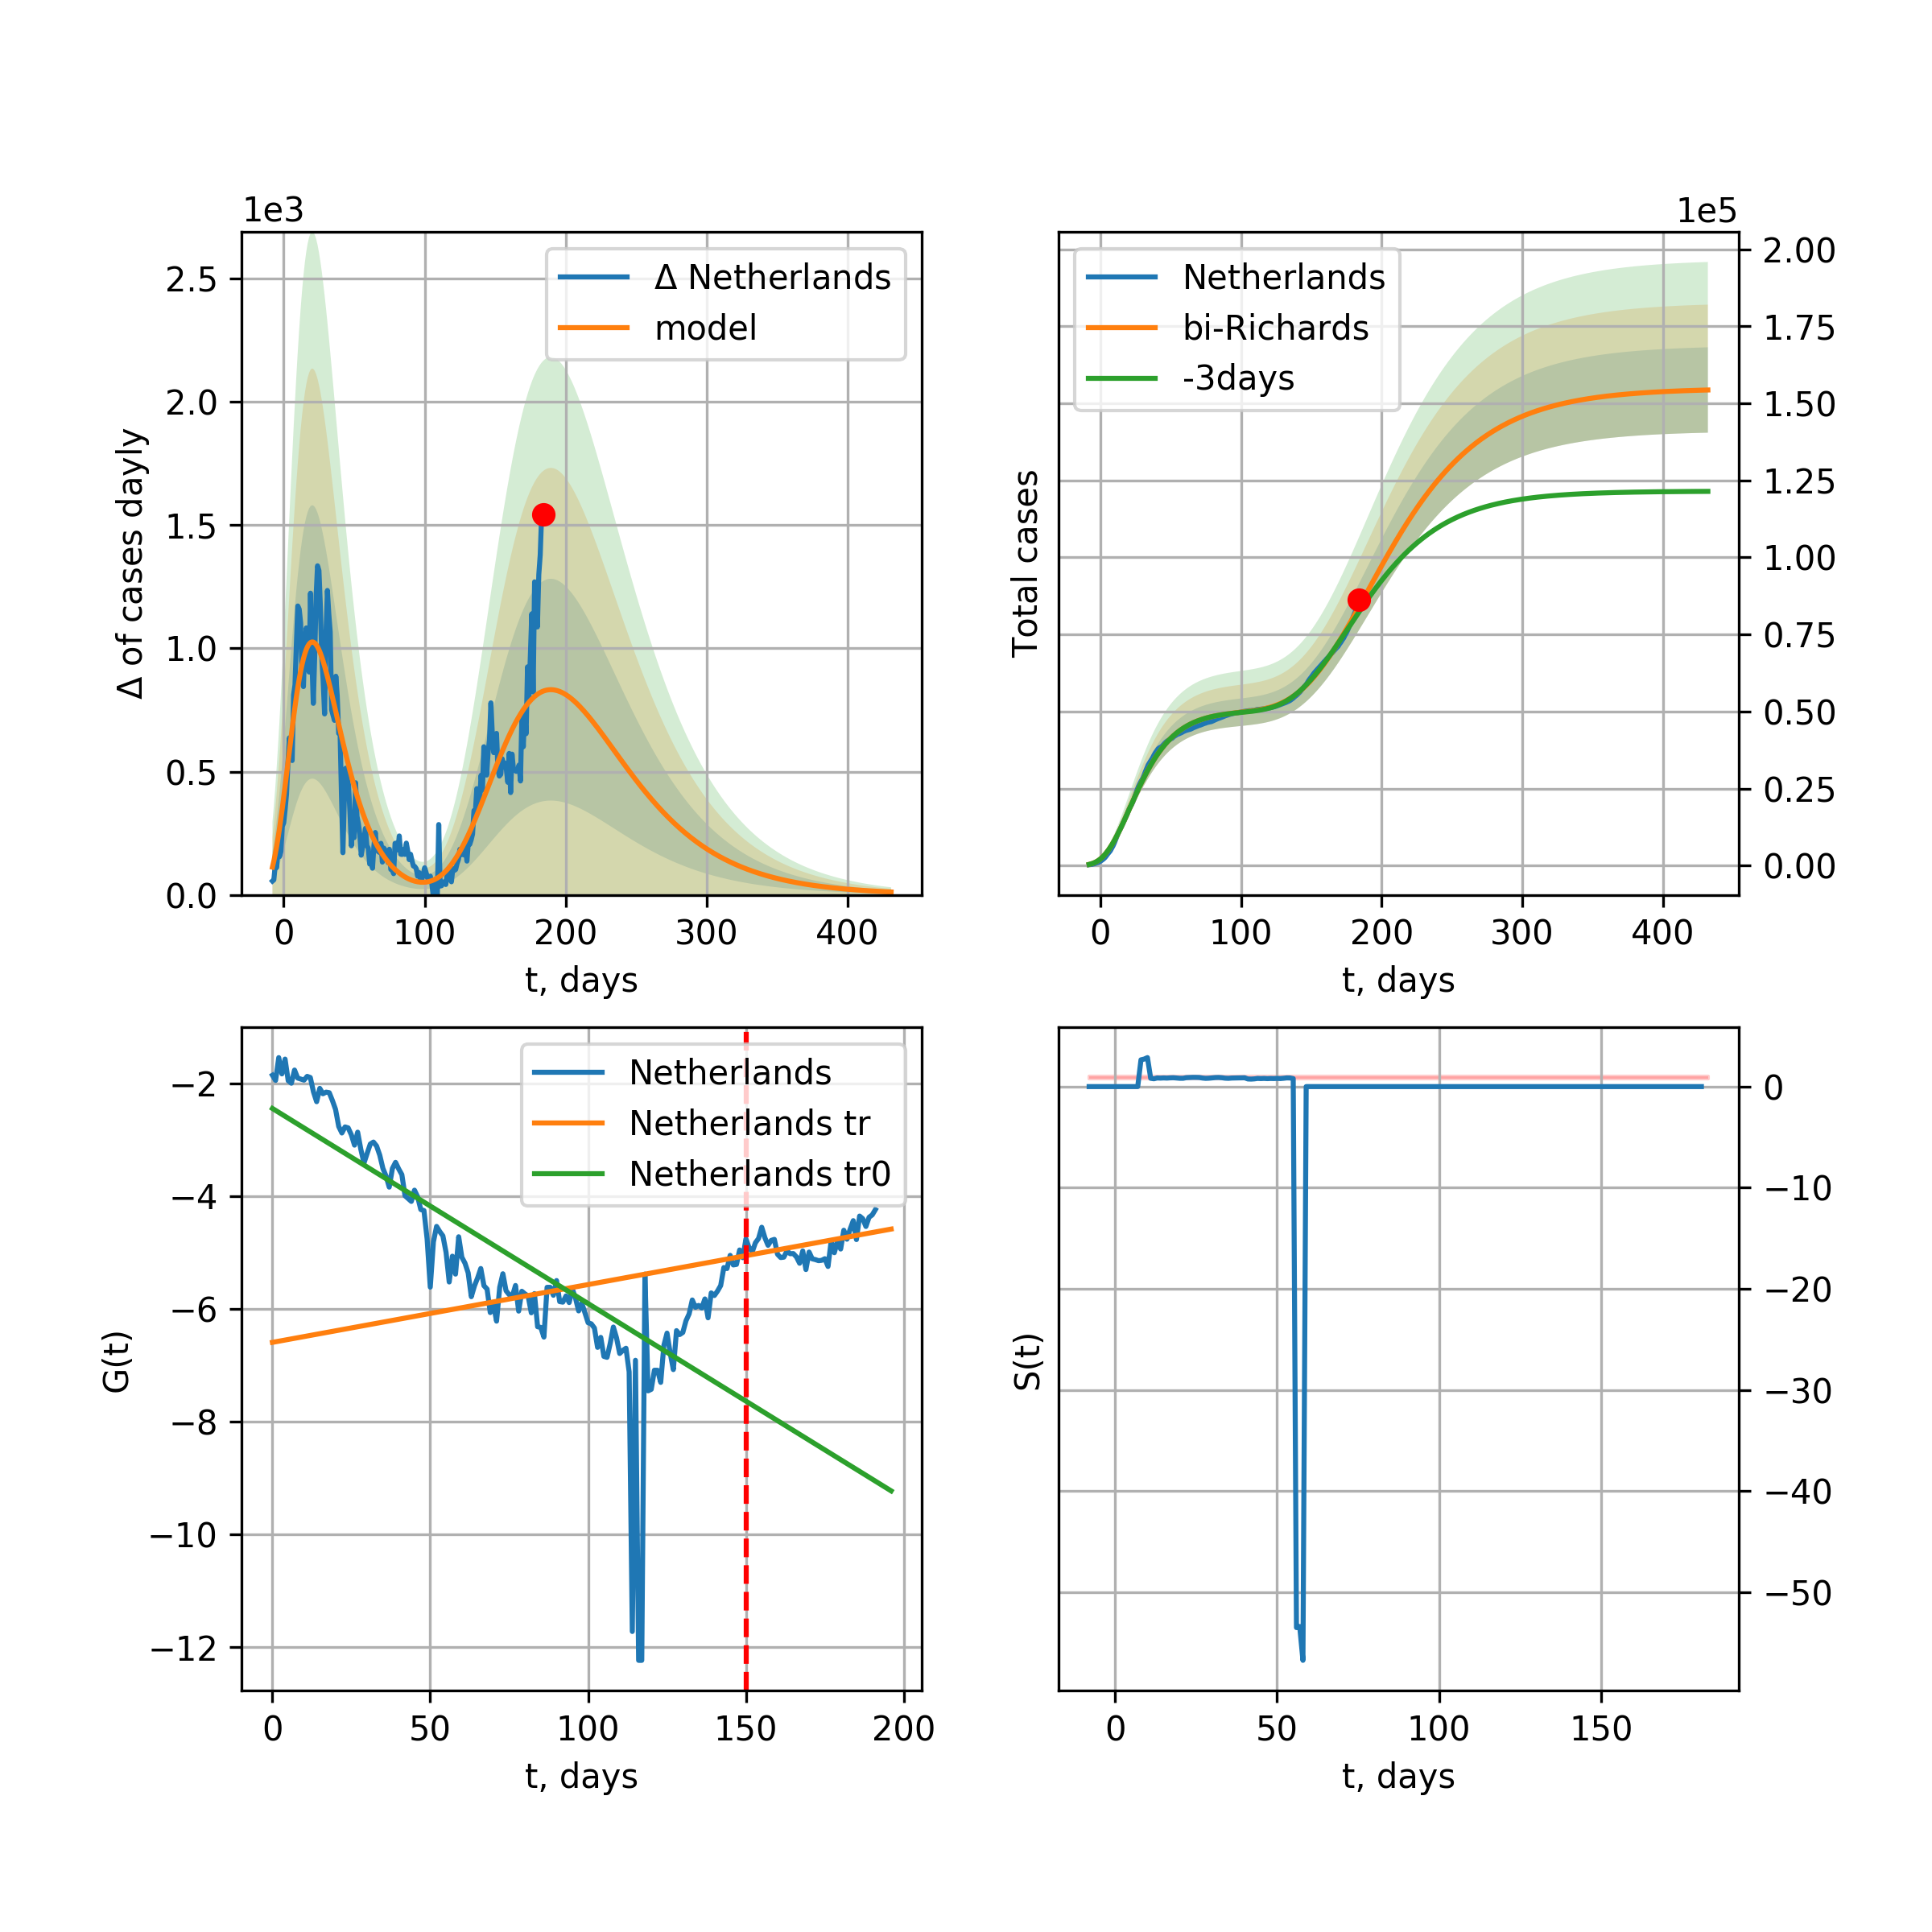 1e3
Δ Netherlands
model
2.5
2.0
1.5
1.0
0.5
0.0
Δ of cases dayly
0 100 200 300 400
t, days
1e5
Netherlands
bi-Richards
-3days
2.00
1.75
1.50
1.25
1.00
0.75
0.50
0.25
0.00
Total cases
0 100 200 300 400
t, days
Netherlands
Netherlands tr
Netherlands tr0
−2
−4
−6
−8
−10
−12
G(t)
0 50 100 150 200
t, days
0
−10
−20
−30
−40
−50
S(t)
0 50 100 150
t, days